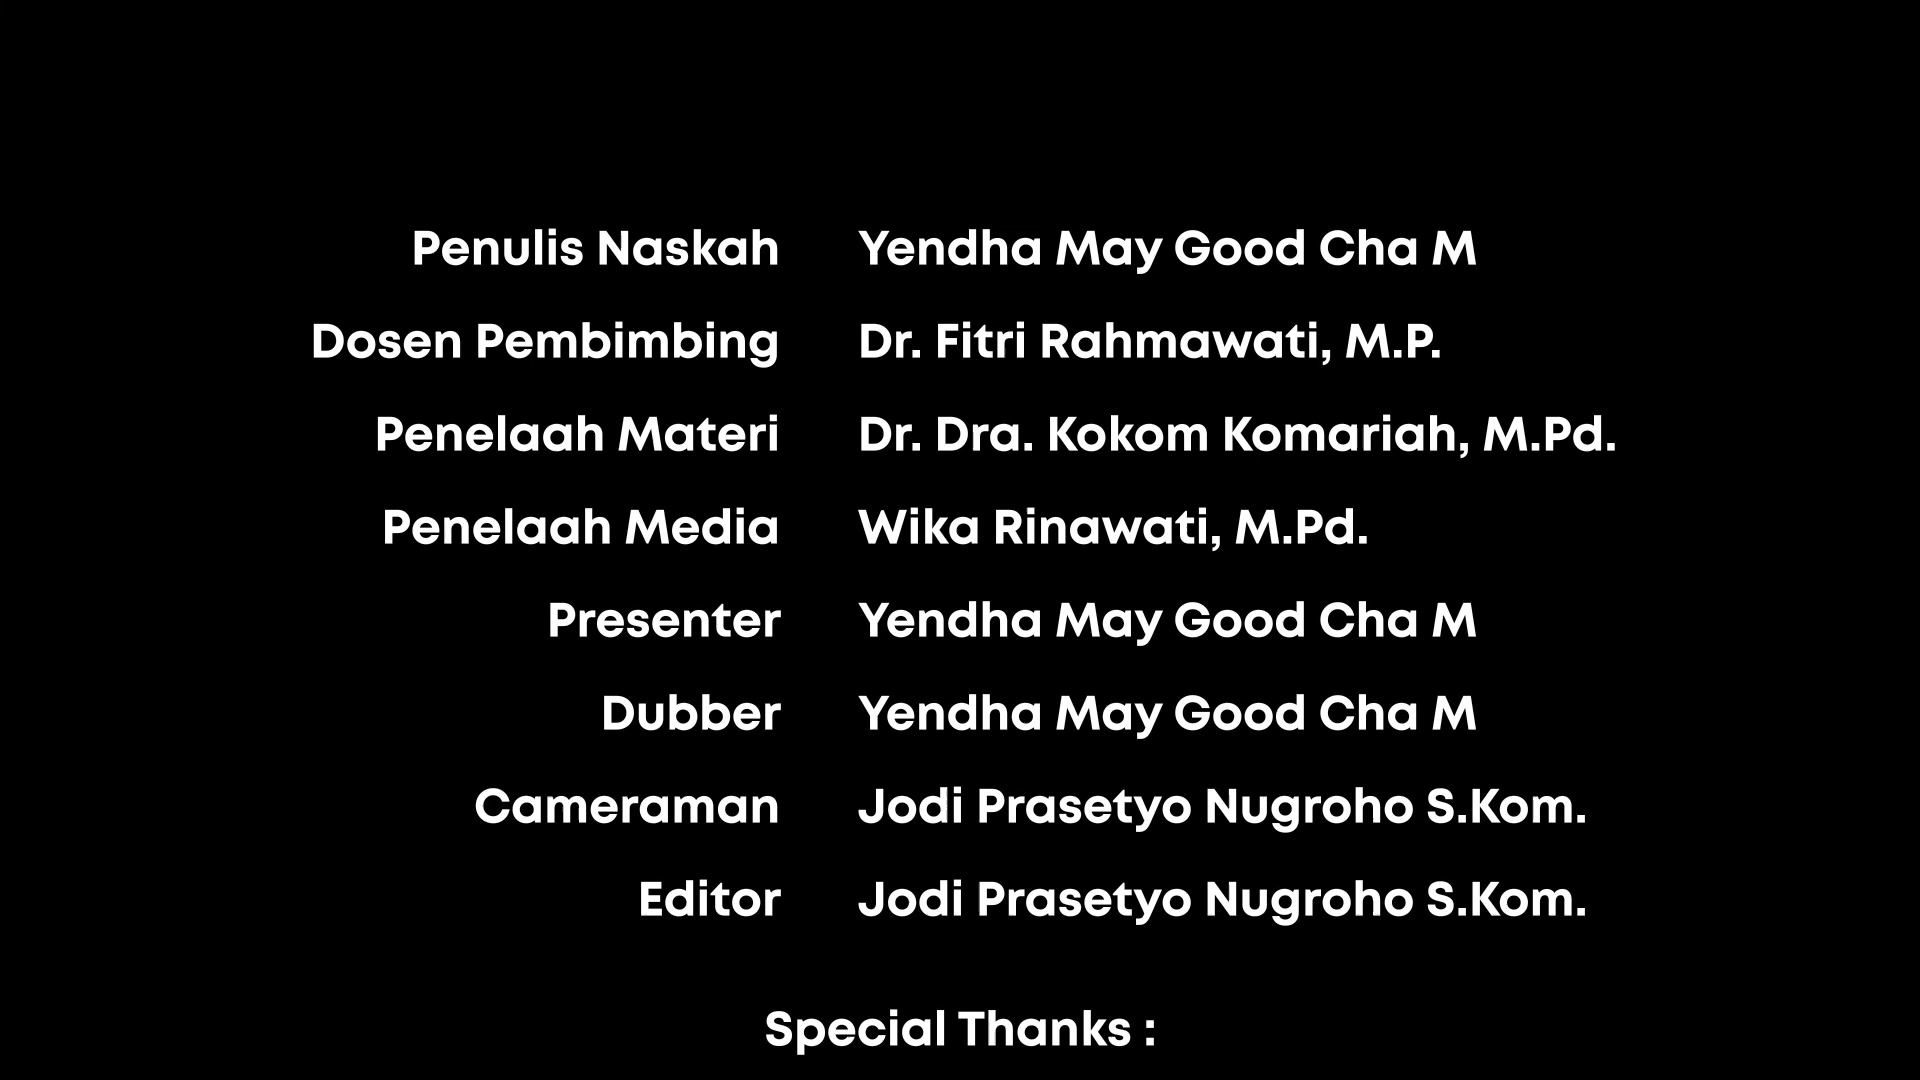 Penulis Naskah Yendha May Good Cha M
Dosen Pembimbing Dr. Fitri Rahmawati, M.P.
Penelaah Materi Dr. Dra. Kokom Komariah, M.Pd.
Penelaah Media Wika Rinawati, M.Pd.
Presenter Yendha May Good Cha M
Dubber Yendha May Good Cha M
Cameraman Jodi Prasetyo Nugroho S.Kom.
Editor Jodi Prasetyo Nugroho S.Kom.
Special Thanks :